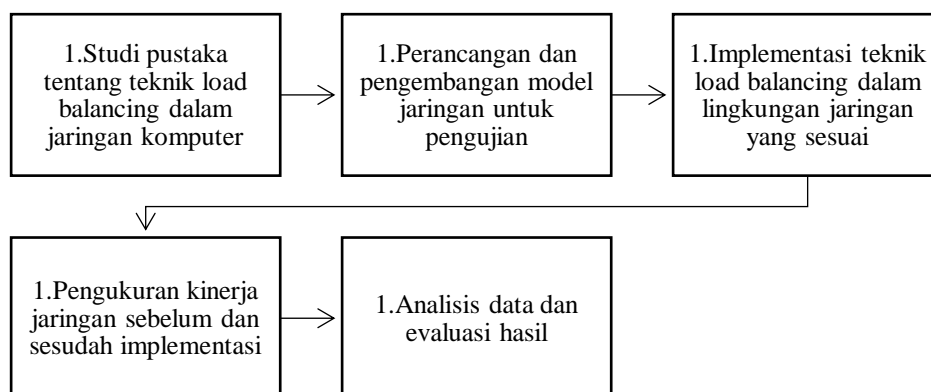 1.Studi pustaka
tentang teknik load
balancing dalam
jaringan komputer
1.Perancangan dan
pengembangan model
jaringan untuk
pengujian
1.Implementasi teknik
load balancing dalam
lingkungan jaringan
yang sesuai
1.Pengukuran kinerja
jaringan sebelum dan
sesudah implementasi
1.Analisis data dan
evaluasi hasil